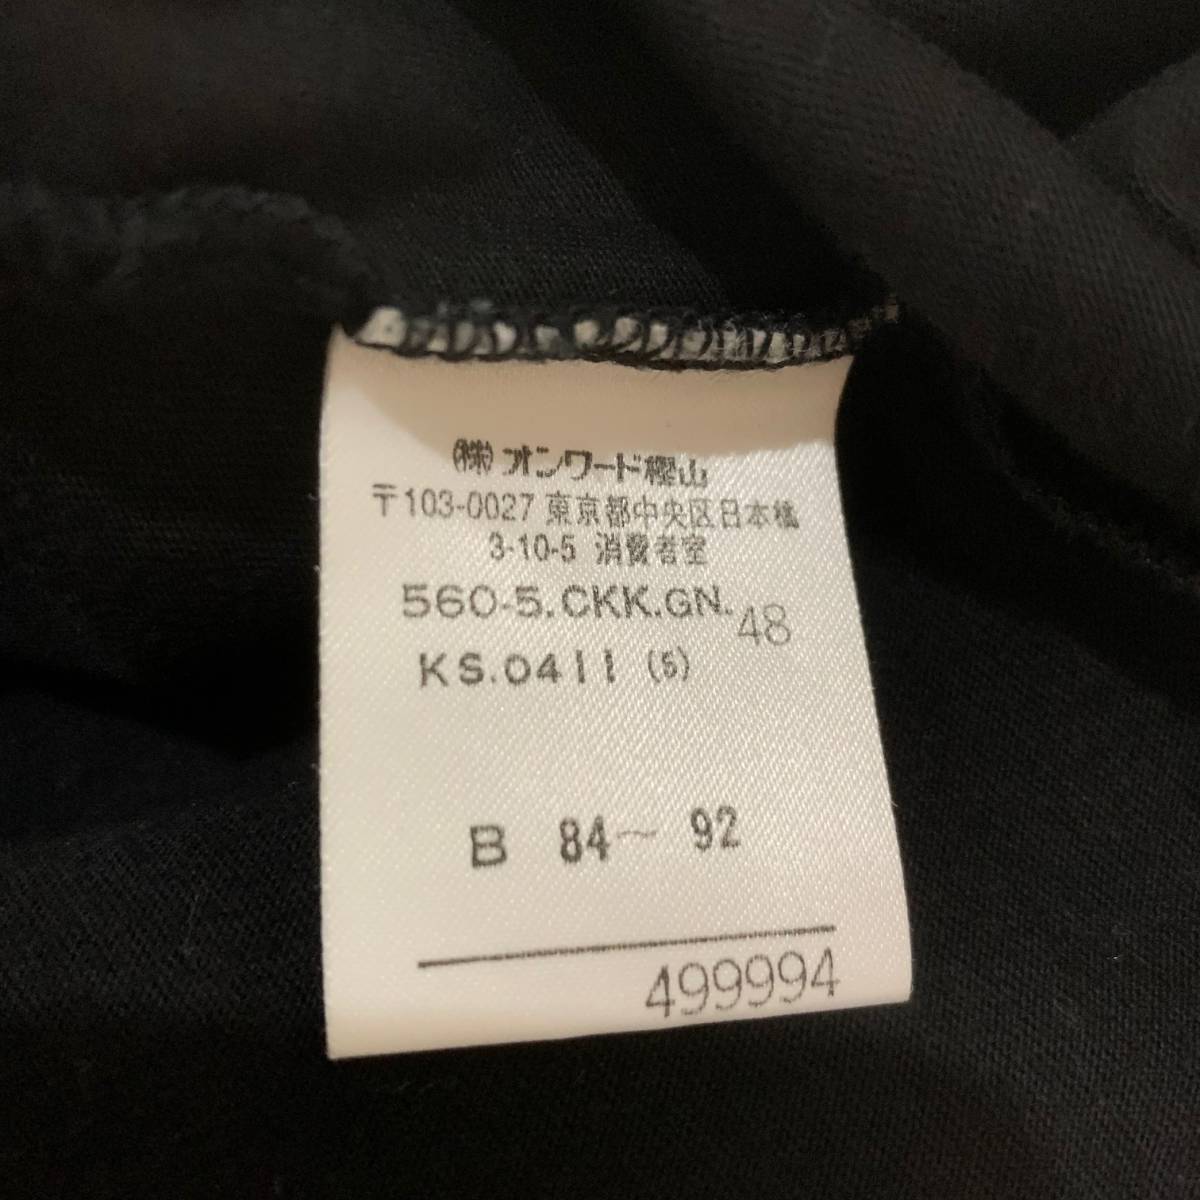 ㈱オンワード樫山
〒103-0027 東京都中央区日本橋
3-10-5 消費者室
560-5.CKK.GN.48
KS.0411 (5)
B 84~92
499994